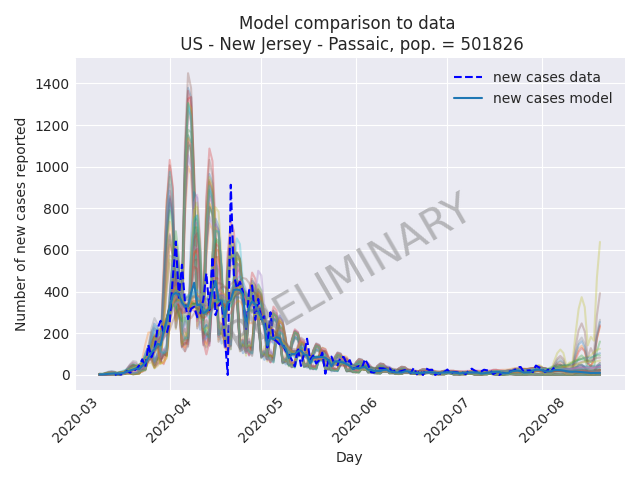 Model comparison to data
US - New Jersey - Passaic, pop. = 501826
new cases data
new cases model
PRELIMINARY
Number of new cases reported
1400
1200
1000
800
600
400
200
0
2020-03
2020-04
2020-05
2020-06
2020-07
2020-08
Day